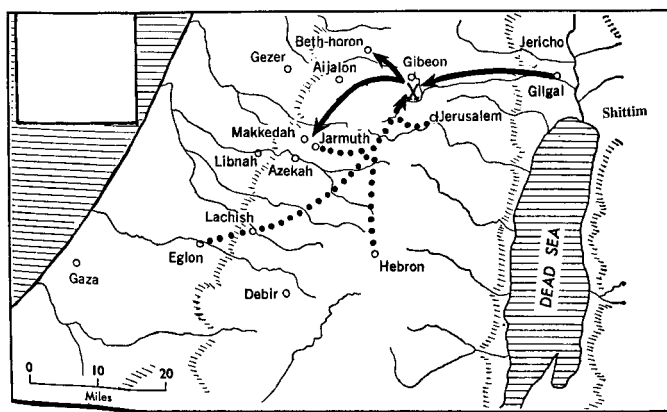 Beth-horon
Gibeon
Jericho
Gezer
Aijalon
Gilgal
Shittim
Jerusalem
Makkedah
Jarmuth
Libnah
Azekah
Lachish
Eglon
Hebron
Gaza
Debir
DEAD SEA
0 10 20
Miles